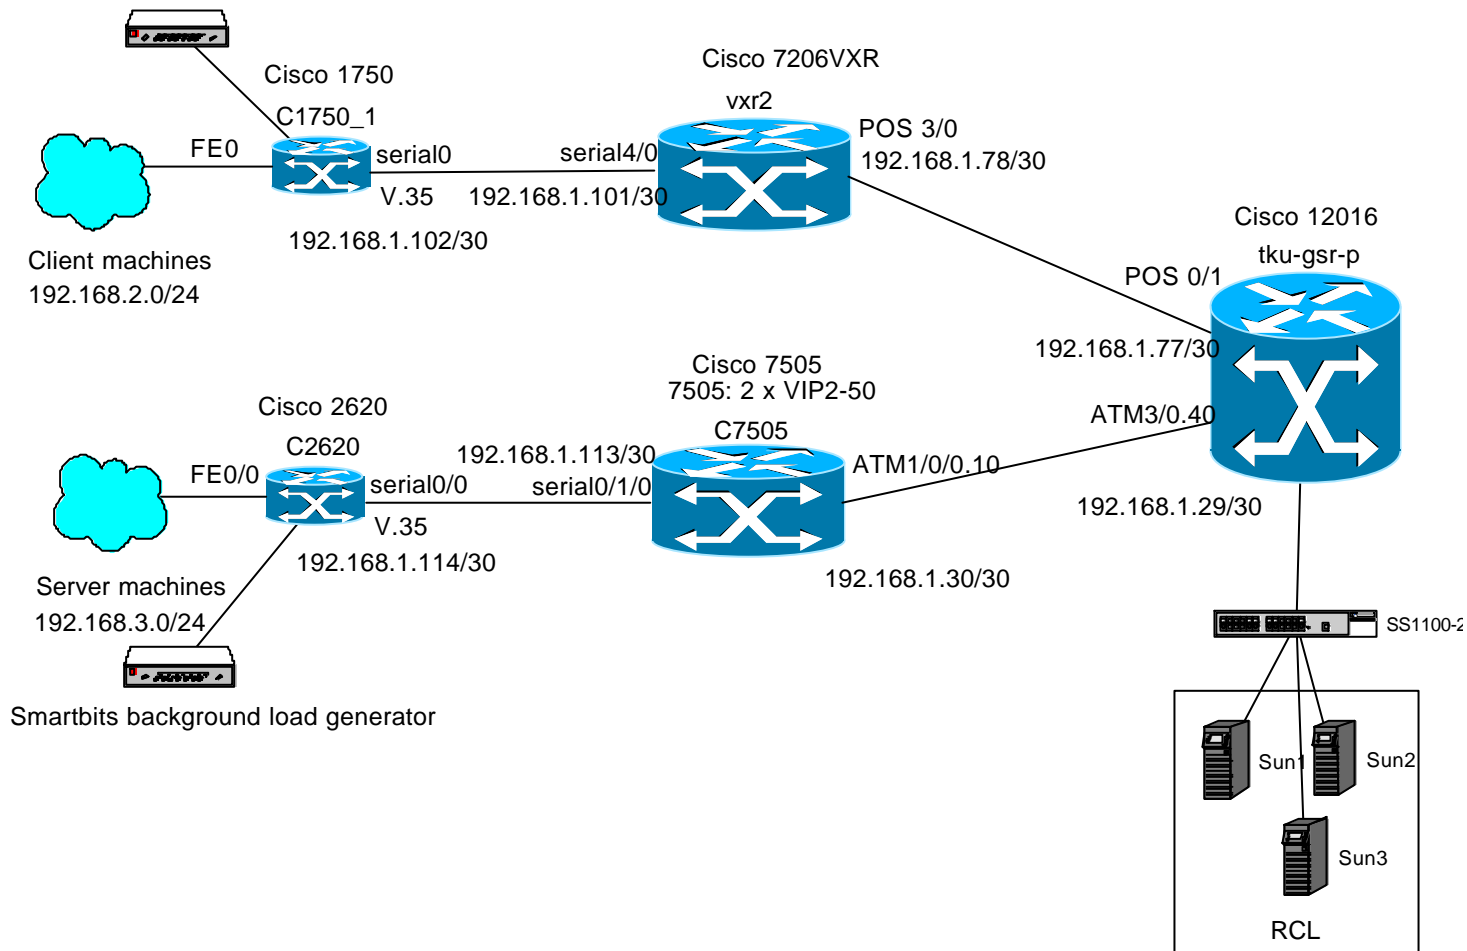 Cisco 1750
C1750_1
FE0
serial0
V.35
192.168.1.102/30
Client machines
192.168.2.0/24
Cisco 7206VXR
vxr2
serial4/0
192.168.1.101/30
POS 3/0
192.168.1.78/30
Cisco 12016
tku-gsr-p
POS 0/1
192.168.1.77/30
ATM3/0.40
192.168.1.29/30
Cisco 7505
7505: 2 x VIP2-50
C7505
192.168.1.113/30
serial0/1/0
ATM1/0/0.10
192.168.1.30/30
Cisco 2620
C2620
FE0/0
serial0/0
V.35
192.168.1.114/30
Server machines
192.168.3.0/24
Smartbits background load generator
SS1100-2
Sun1
Sun2
Sun3
RCL